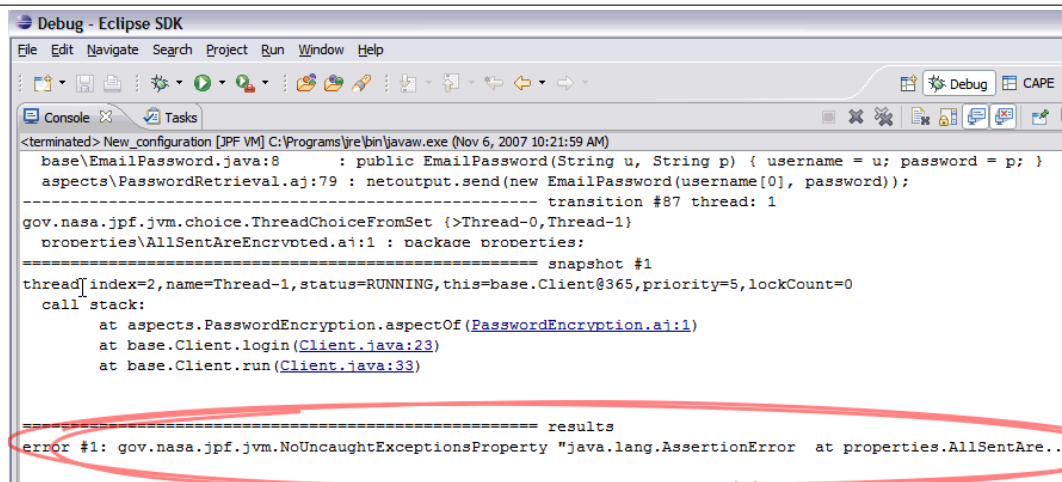 Debug - Eclipse SDK
File Edit Navigate Search Project Run Window Help
Debug CAPE
Console Tasks
<terminated> New_configuration [JPF VM] C:\Programs\jre\bin\javaw.exe (Nov 6, 2007 10:21:59 AM)
base\EmailPassword.java:8 : public EmailPassword(String u, String p) { username = u; password = p; }
aspects\PasswordRetrieval.aj:79 : netoutput.send(new EmailPassword(username[0], password));
------------------------------------------------------ transition #87 thread: 1
gov.nasa.jpf.jvm.choice.ThreadChoiceFromSet {>Thread-0,Thread-1}
properties\AllSentAreEncrypted.aj:1 : package properties;
====================================================== snapshot #1
thread index=2,name=Thread-1,status=RUNNING,this=base.Client@365,priority=5,lockCount=0
call stack:
at aspects.PasswordEncryption.aspectOf(PasswordEncryption.aj:1)
at base.Client.login(Client.java:23)
at base.Client.run(Client.java:33)
====================================================== results
error #1: gov.nasa.jpf.jvm.NoUncaughtExceptionsProperty "java.lang.AssertionError at properties.AllSentAre...